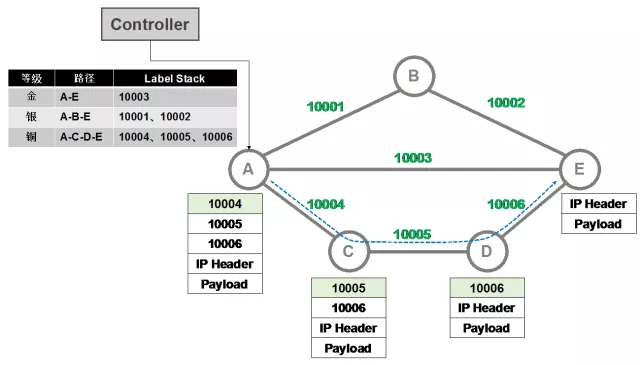 Controller
等级 路径 Label Stack
金 A-E 10003
银 A-B-E 10001、10002
铜 A-C-D-E 10004、10005、10006
B
10001
10002
10003
A
E
10004
10005
10006
C
D
10004
10005
10006
IP Header
Payload
10005
10006
IP Header
Payload
10006
IP Header
Payload
IP Header
Payload